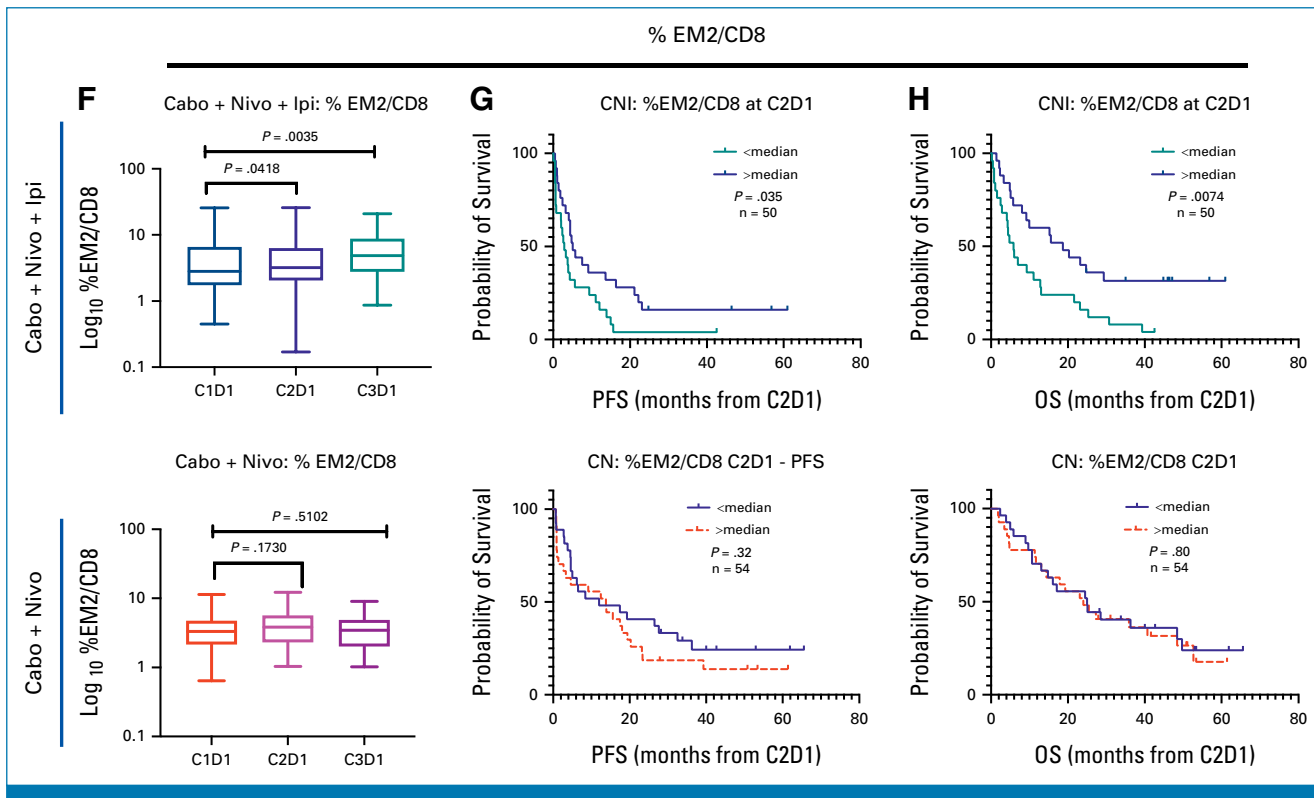 % EM2/CD8
Cabo + Nivo + Ipi
F
Cabo + Nivo + Ipi: % EM2/CD8
P = .0035
P = .0418
Log10 %EM2/CD8
100
10
1
0.1
C1D1 C2D1 C3D1
G
CNI: %EM2/CD8 at C2D1
<median
>median
P = .035
n = 50
Probability of Survival
100
50
0
0 20 40 60 80
PFS (months from C2D1)
H
CNI: %EM2/CD8 at C2D1
<median
>median
P = .0074
n = 50
Probability of Survival
100
50
0
0 20 40 60 80
OS (months from C2D1)
Cabo + Nivo
Cabo + Nivo: % EM2/CD8
P = .5102
P = .1730
Log 10 %EM2/CD8
100
10
1
0.1
C1D1 C2D1 C3D1
CN: %EM2/CD8 C2D1 - PFS
<median
>median
P = .32
n = 54
Probability of Survival
100
50
0
0 20 40 60 80
PFS (months from C2D1)
CN: %EM2/CD8 C2D1
<median
>median
P = .80
n = 54
Probability of Survival
100
50
0
0 20 40 60 80
OS (months from C2D1)